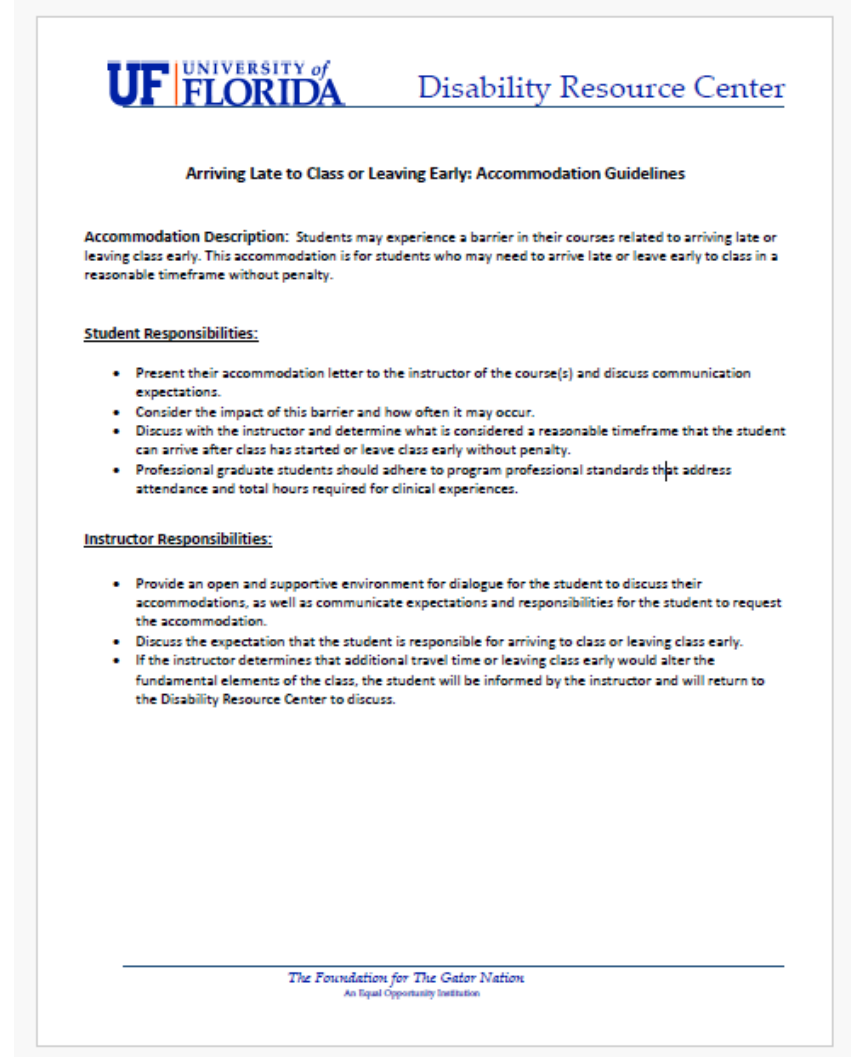 UF UNIVERSITY of
FLORIDA
Disability Resource Center
Arriving Late to Class or Leaving Early: Accommodation Guidelines
Accommodation Description: Students may experience a barrier in their courses related to arriving late or
leaving class early. This accommodation is for students who may need to arrive late or leave early to class in a
reasonable timeframe without penalty.
Student Responsibilities:
• Present their accommodation letter to the instructor of the course(s) and discuss communication
expectations.
• Consider the impact of this barrier and how often it may occur.
• Discuss with the instructor and determine what is considered a reasonable timeframe that the student
can arrive after class has started or leave class early without penalty.
• Professional graduate students should adhere to program professional standards that address
attendance and total hours required for clinical experiences.
Instructor Responsibilities:
• Provide an open and supportive environment for dialogue for the student to discuss their
accommodations, as well as communicate expectations and responsibilities for the student to request
the accommodation.
• Discuss the expectation that the student is responsible for arriving to class or leaving class early.
• If the instructor determines that additional travel time or leaving class early would alter the
fundamental elements of the class, the student will be informed by the instructor and will return to
the Disability Resource Center to discuss.
The Foundation for The Gator Nation
An Equal Opportunity Institution